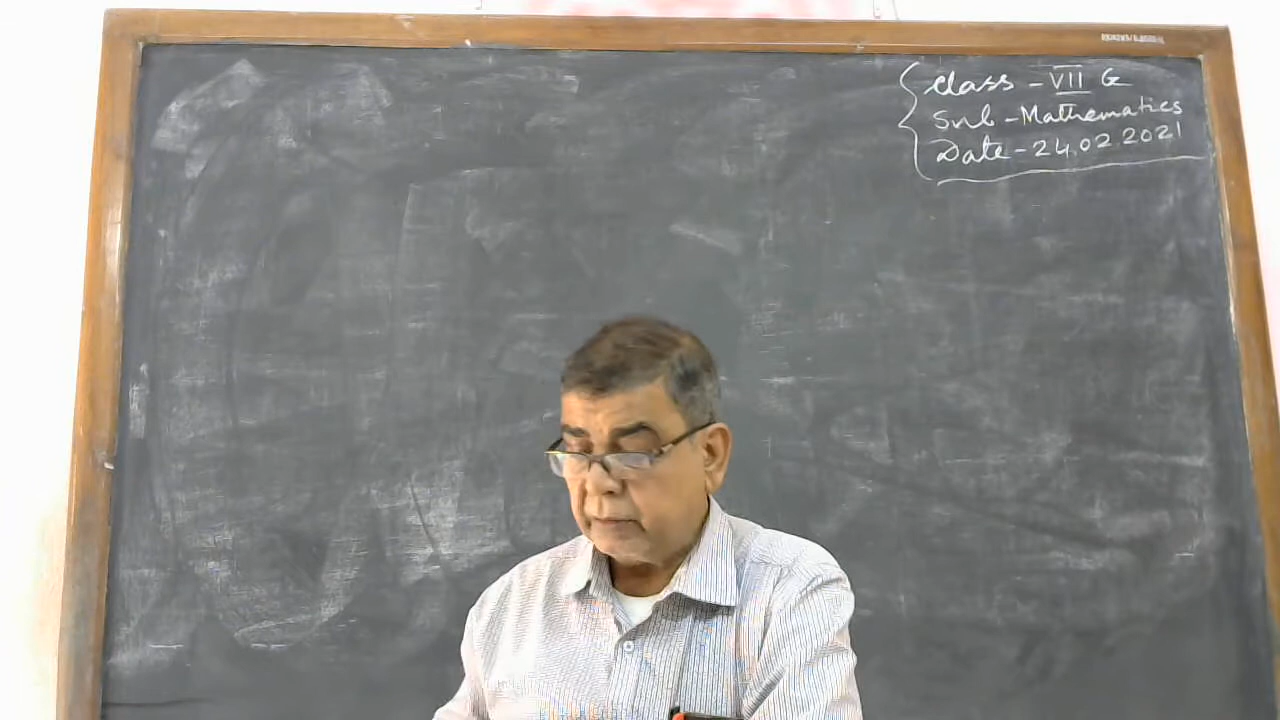 Class - VII G
Sub - Mathematics
Date - 24.02.2021